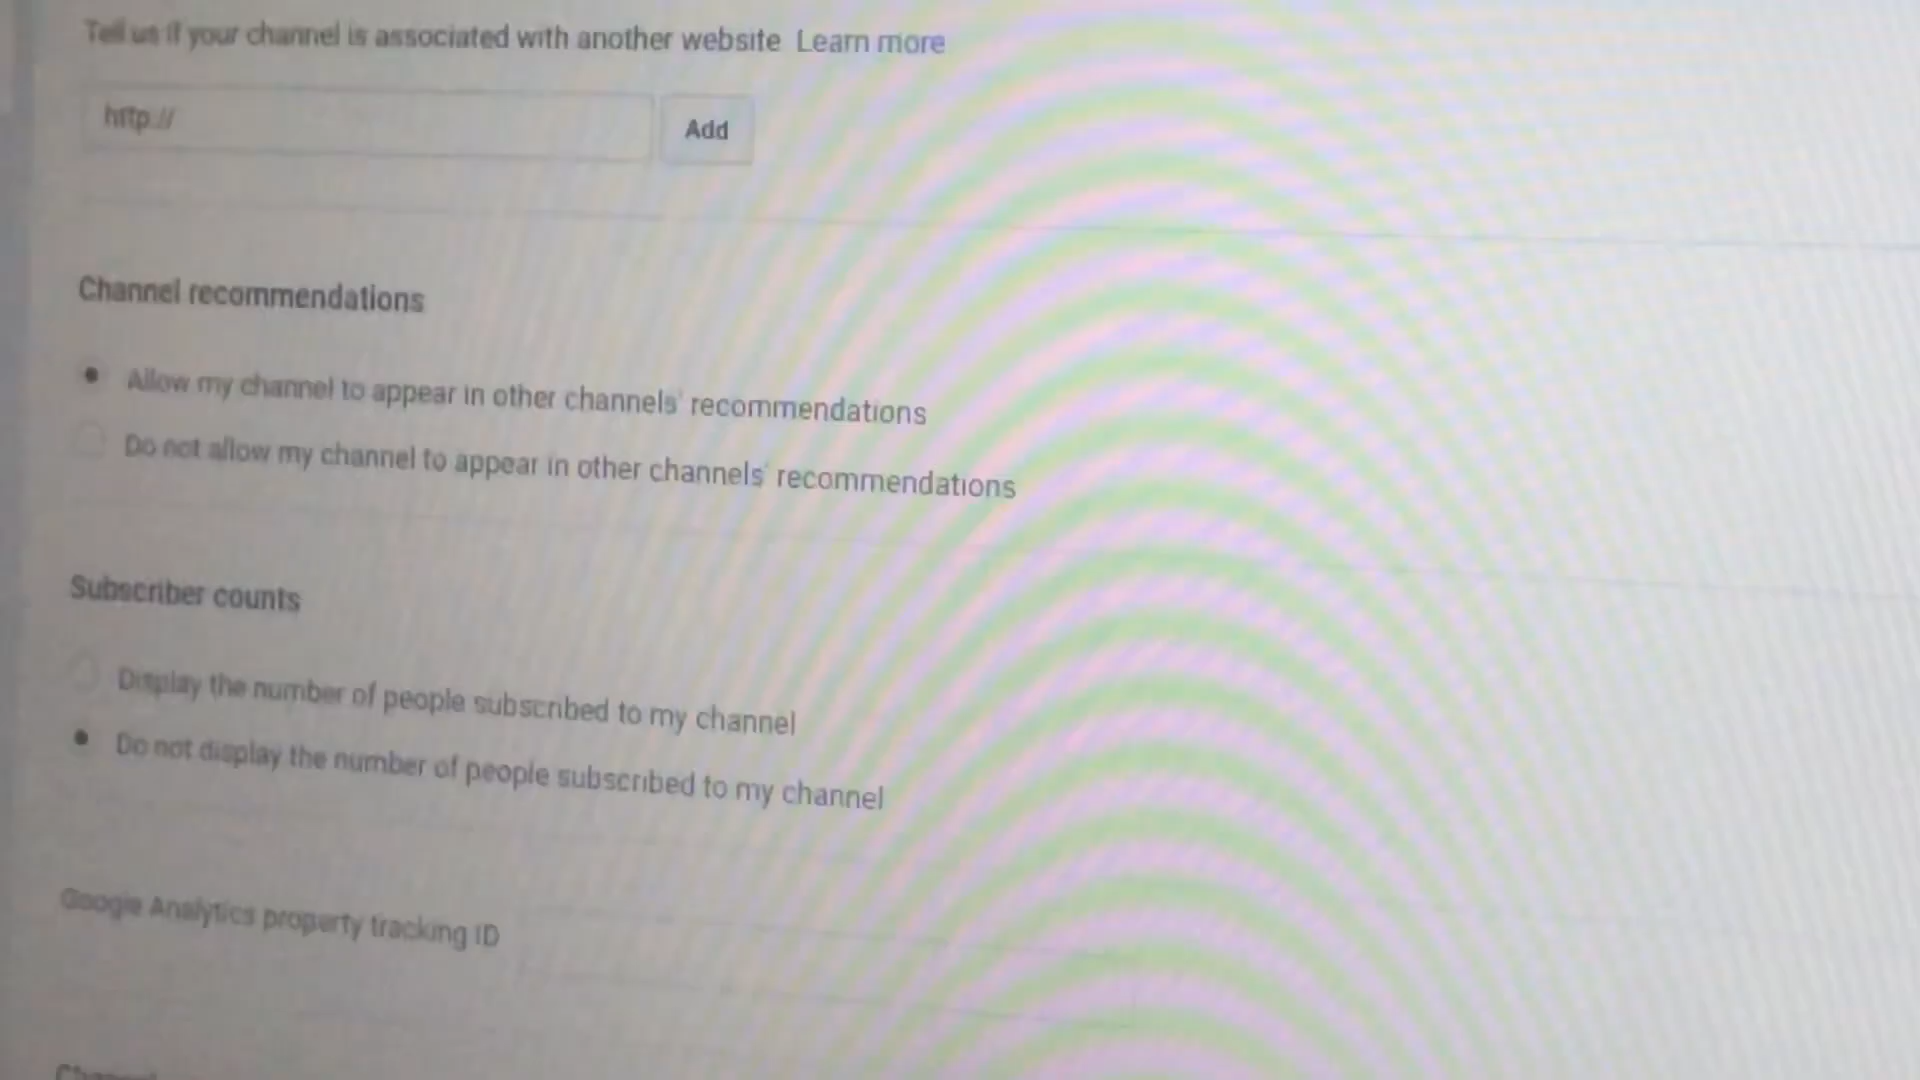 Tell us if your channel is associated with another website Learn more
http://
Add
Channel recommendations
Allow my channel to appear in other channels' recommendations
Do not allow my channel to appear in other channels' recommendations
Subscriber counts
Display the number of people subscribed to my channel
Do not display the number of people subscribed to my channel
Google Analytics property tracking ID